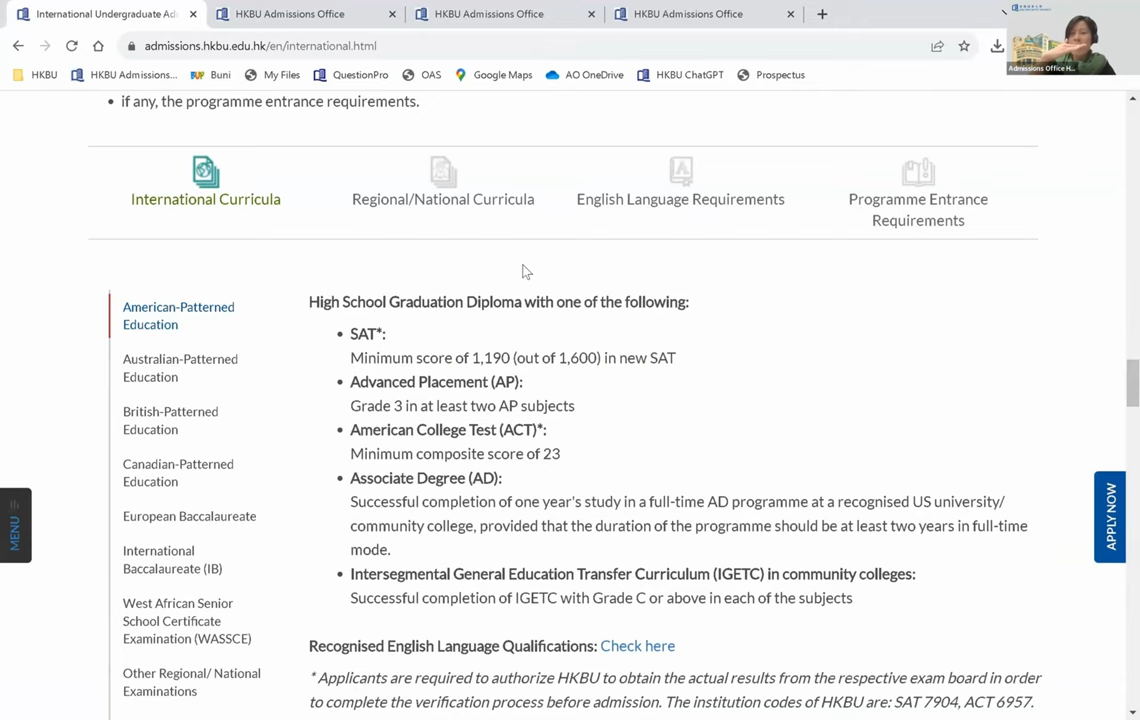 International Undergraduate Ad
HKBU Admissions Office
HKBU Admissions Office
HKBU Admissions Office
admissions.hkbu.edu.hk/en/international.html
HKBU
HKBU Admissions...
Buni
My Files
QuestionPro
OAS
Google Maps
AO OneDrive
HKBU ChatGPT
Prospectus
Admissions Office H...
• if any, the programme entrance requirements.
International Curricula
Regional/National Curricula
English Language Requirements
Programme Entrance
Requirements
American-Patterned
Education
Australian-Patterned
Education
British-Patterned
Education
Canadian-Patterned
Education
European Baccalaureate
International
Baccalaureate (IB)
West African Senior
School Certificate
Examination (WASSCE)
Other Regional/ National
Examinations
High School Graduation Diploma with one of the following:
• SAT*:
Minimum score of 1,190 (out of 1,600) in new SAT
• Advanced Placement (AP):
Grade 3 in at least two AP subjects
• American College Test (ACT)*:
Minimum composite score of 23
• Associate Degree (AD):
Successful completion of one year's study in a full-time AD programme at a recognised US university/
community college, provided that the duration of the programme should be at least two years in full-time
mode.
• Intersegmental General Education Transfer Curriculum (IGETC) in community colleges:
Successful completion of IGETC with Grade C or above in each of the subjects
Recognised English Language Qualifications: Check here
* Applicants are required to authorize HKBU to obtain the actual results from the respective exam board in order
to complete the verification process before admission. The institution codes of HKBU are: SAT 7904, ACT 6957.
MENU
APPLY NOW